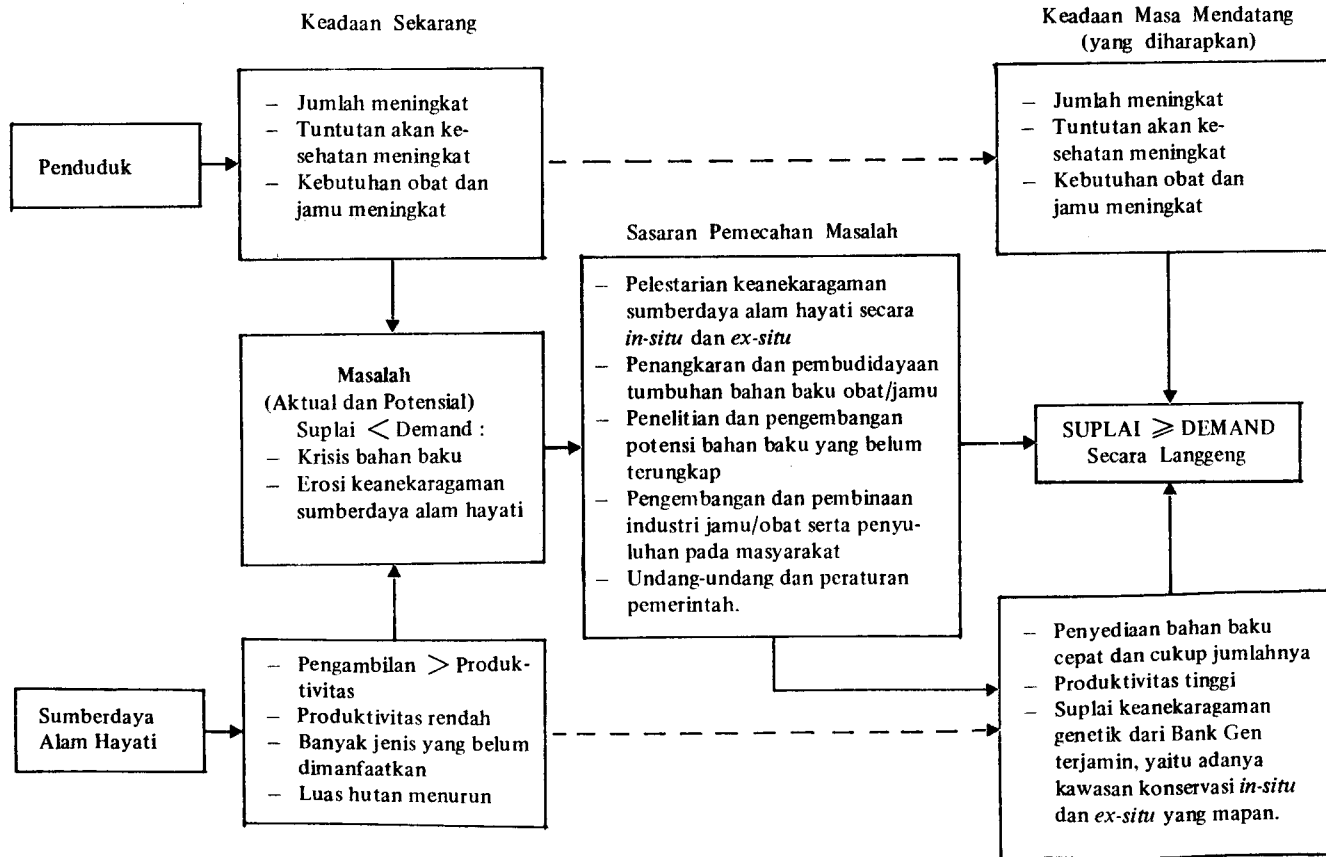 Keadaan Sekarang
Keadaan Masa Mendatang
(yang diharapkan)
Penduduk
– Jumlah meningkat
– Tuntutan akan ke-
sehatan meningkat
– Kebutuhan obat dan
jamu meningkat
– Jumlah meningkat
– Tuntutan akan ke-
sehatan meningkat
– Kebutuhan obat dan
jamu meningkat
Masalah
(Aktual dan Potensial)
Suplai < Demand :
– Krisis bahan baku
– Erosi keanekaragaman
sumberdaya alam hayati
Sasaran Pemecahan Masalah
– Pelestarian keanekaragaman
sumberdaya alam hayati secara
in-situ dan ex-situ
– Penangkaran dan pembudidayaan
tumbuhan bahan baku obat/jamu
– Penelitian dan pengembangan
potensi bahan baku yang belum
terungkap
– Pengembangan dan pembinaan
industri jamu/obat serta penyu-
luhan pada masyarakat
– Undang-undang dan peraturan
pemerintah.
SUPLAI ⩾ DEMAND
Secara Langgeng
Sumberdaya
Alam Hayati
– Pengambilan > Produk-
tivitas
– Produktivitas rendah
– Banyak jenis yang belum
dimanfaatkan
– Luas hutan menurun
– Penyediaan bahan baku
cepat dan cukup jumlahnya
– Produktivitas tinggi
– Suplai keanekaragaman
genetik dari Bank Gen
terjamin, yaitu adanya
kawasan konservasi in-situ
dan ex-situ yang mapan.